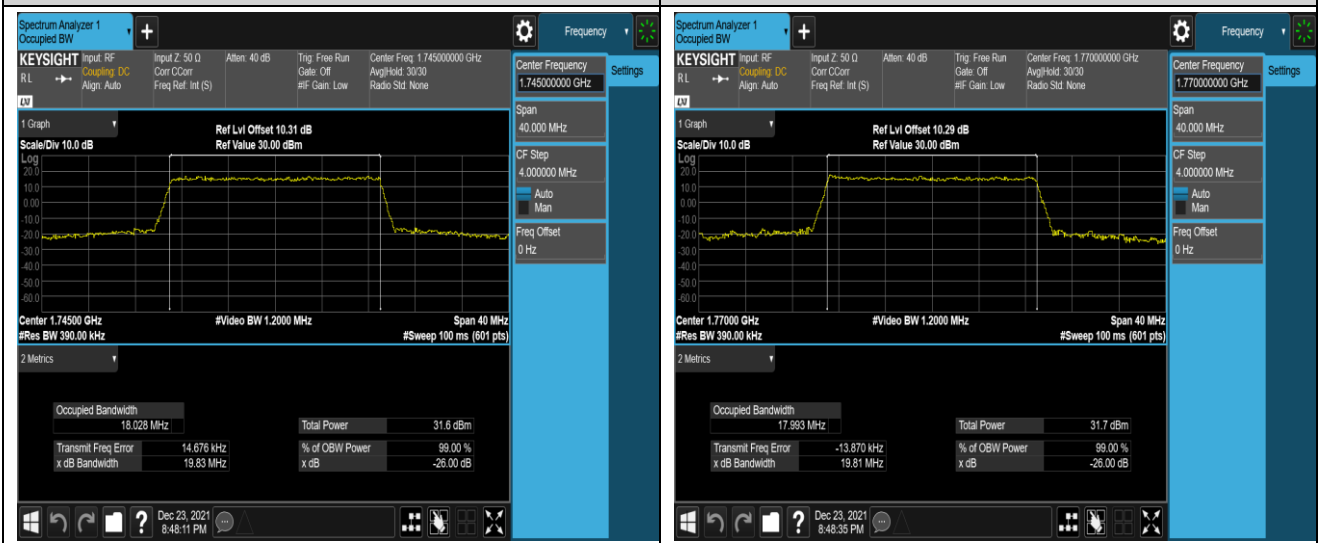 Spectrum Analyzer 1
Occupied BW
+
Frequency
KEYSIGHT Input: RF Input Z: 50 Ω Atten: 40 dB Trig: Free Run Center Freq: 1.745000000 GHz
RL Coupling: DC Corr CCorr Gate: Off Avg|Hold: 30/30
Align: Auto Freq Ref: Int (S) #IF Gain: Low Radio Std: None
LXI
Center Frequency
1.745000000 GHz
Settings
Span
40.000 MHz
CF Step
4.000000 MHz
Auto
Man
Freq Offset
0 Hz
1 Graph
Ref Lvl Offset 10.31 dB
Scale/Div 10.0 dB Ref Value 30.00 dBm
Log
20.0
10.0
0.00
-10.0
-20.0
-30.0
-40.0
-50.0
-60.0
Center 1.74500 GHz #Video BW 1.2000 MHz Span 40 MHz
#Res BW 390.00 kHz #Sweep 100 ms (601 pts)
2 Metrics
Occupied Bandwidth
18.028 MHz Total Power 31.6 dBm
Transmit Freq Error 14.676 kHz % of OBW Power 99.00 %
x dB Bandwidth 19.83 MHz x dB -26.00 dB
? Dec 23, 2021
8:48:11 PM
Spectrum Analyzer 1
Occupied BW
+
Frequency
KEYSIGHT Input: RF Input Z: 50 Ω Atten: 40 dB Trig: Free Run Center Freq: 1.770000000 GHz
RL Coupling: DC Corr CCorr Gate: Off Avg|Hold: 30/30
Align: Auto Freq Ref: Int (S) #IF Gain: Low Radio Std: None
LXI
Center Frequency
1.770000000 GHz
Settings
Span
40.000 MHz
CF Step
4.000000 MHz
Auto
Man
Freq Offset
0 Hz
1 Graph
Ref Lvl Offset 10.29 dB
Scale/Div 10.0 dB Ref Value 30.00 dBm
Log
20.0
10.0
0.00
-10.0
-20.0
-30.0
-40.0
-50.0
-60.0
Center 1.77000 GHz #Video BW 1.2000 MHz Span 40 MHz
#Res BW 390.00 kHz #Sweep 100 ms (601 pts)
2 Metrics
Occupied Bandwidth
17.993 MHz Total Power 31.7 dBm
Transmit Freq Error -13.870 kHz % of OBW Power 99.00 %
x dB Bandwidth 19.81 MHz x dB -26.00 dB
? Dec 23, 2021
8:48:35 PM